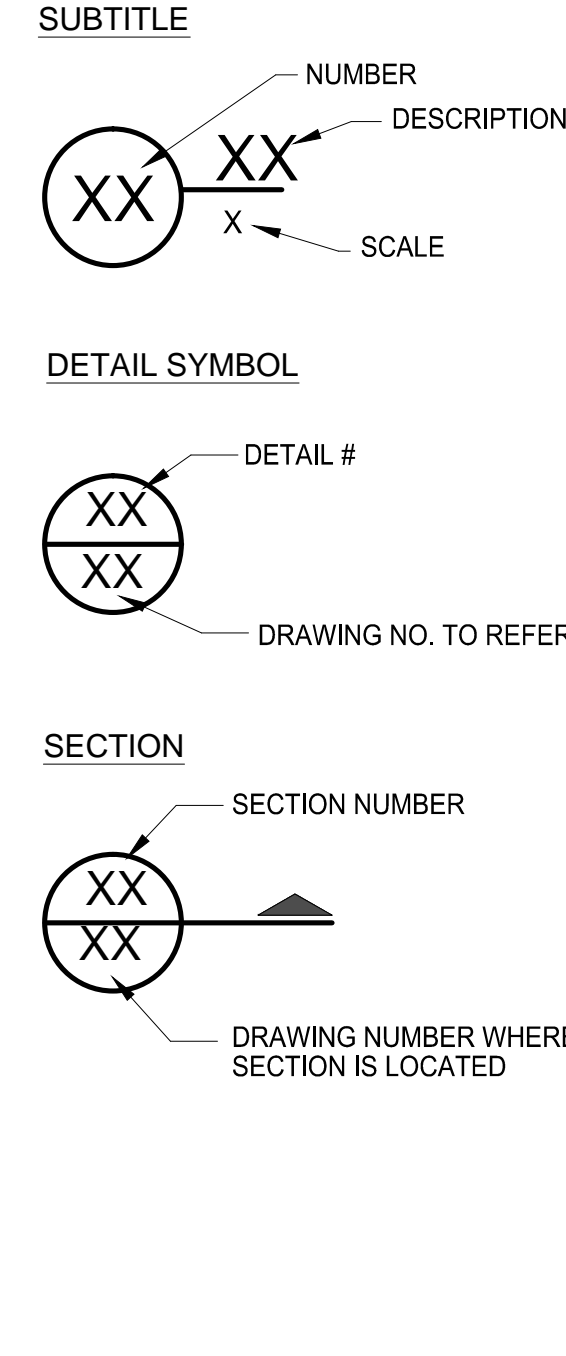 SUBTITLE
NUMBER
DESCRIPTION
XX
XX
X
SCALE
DETAIL SYMBOL
DETAIL #
XX
XX
DRAWING NO. TO REFER
SECTION
SECTION NUMBER
XX
XX
DRAWING NUMBER WHERE
SECTION IS LOCATED